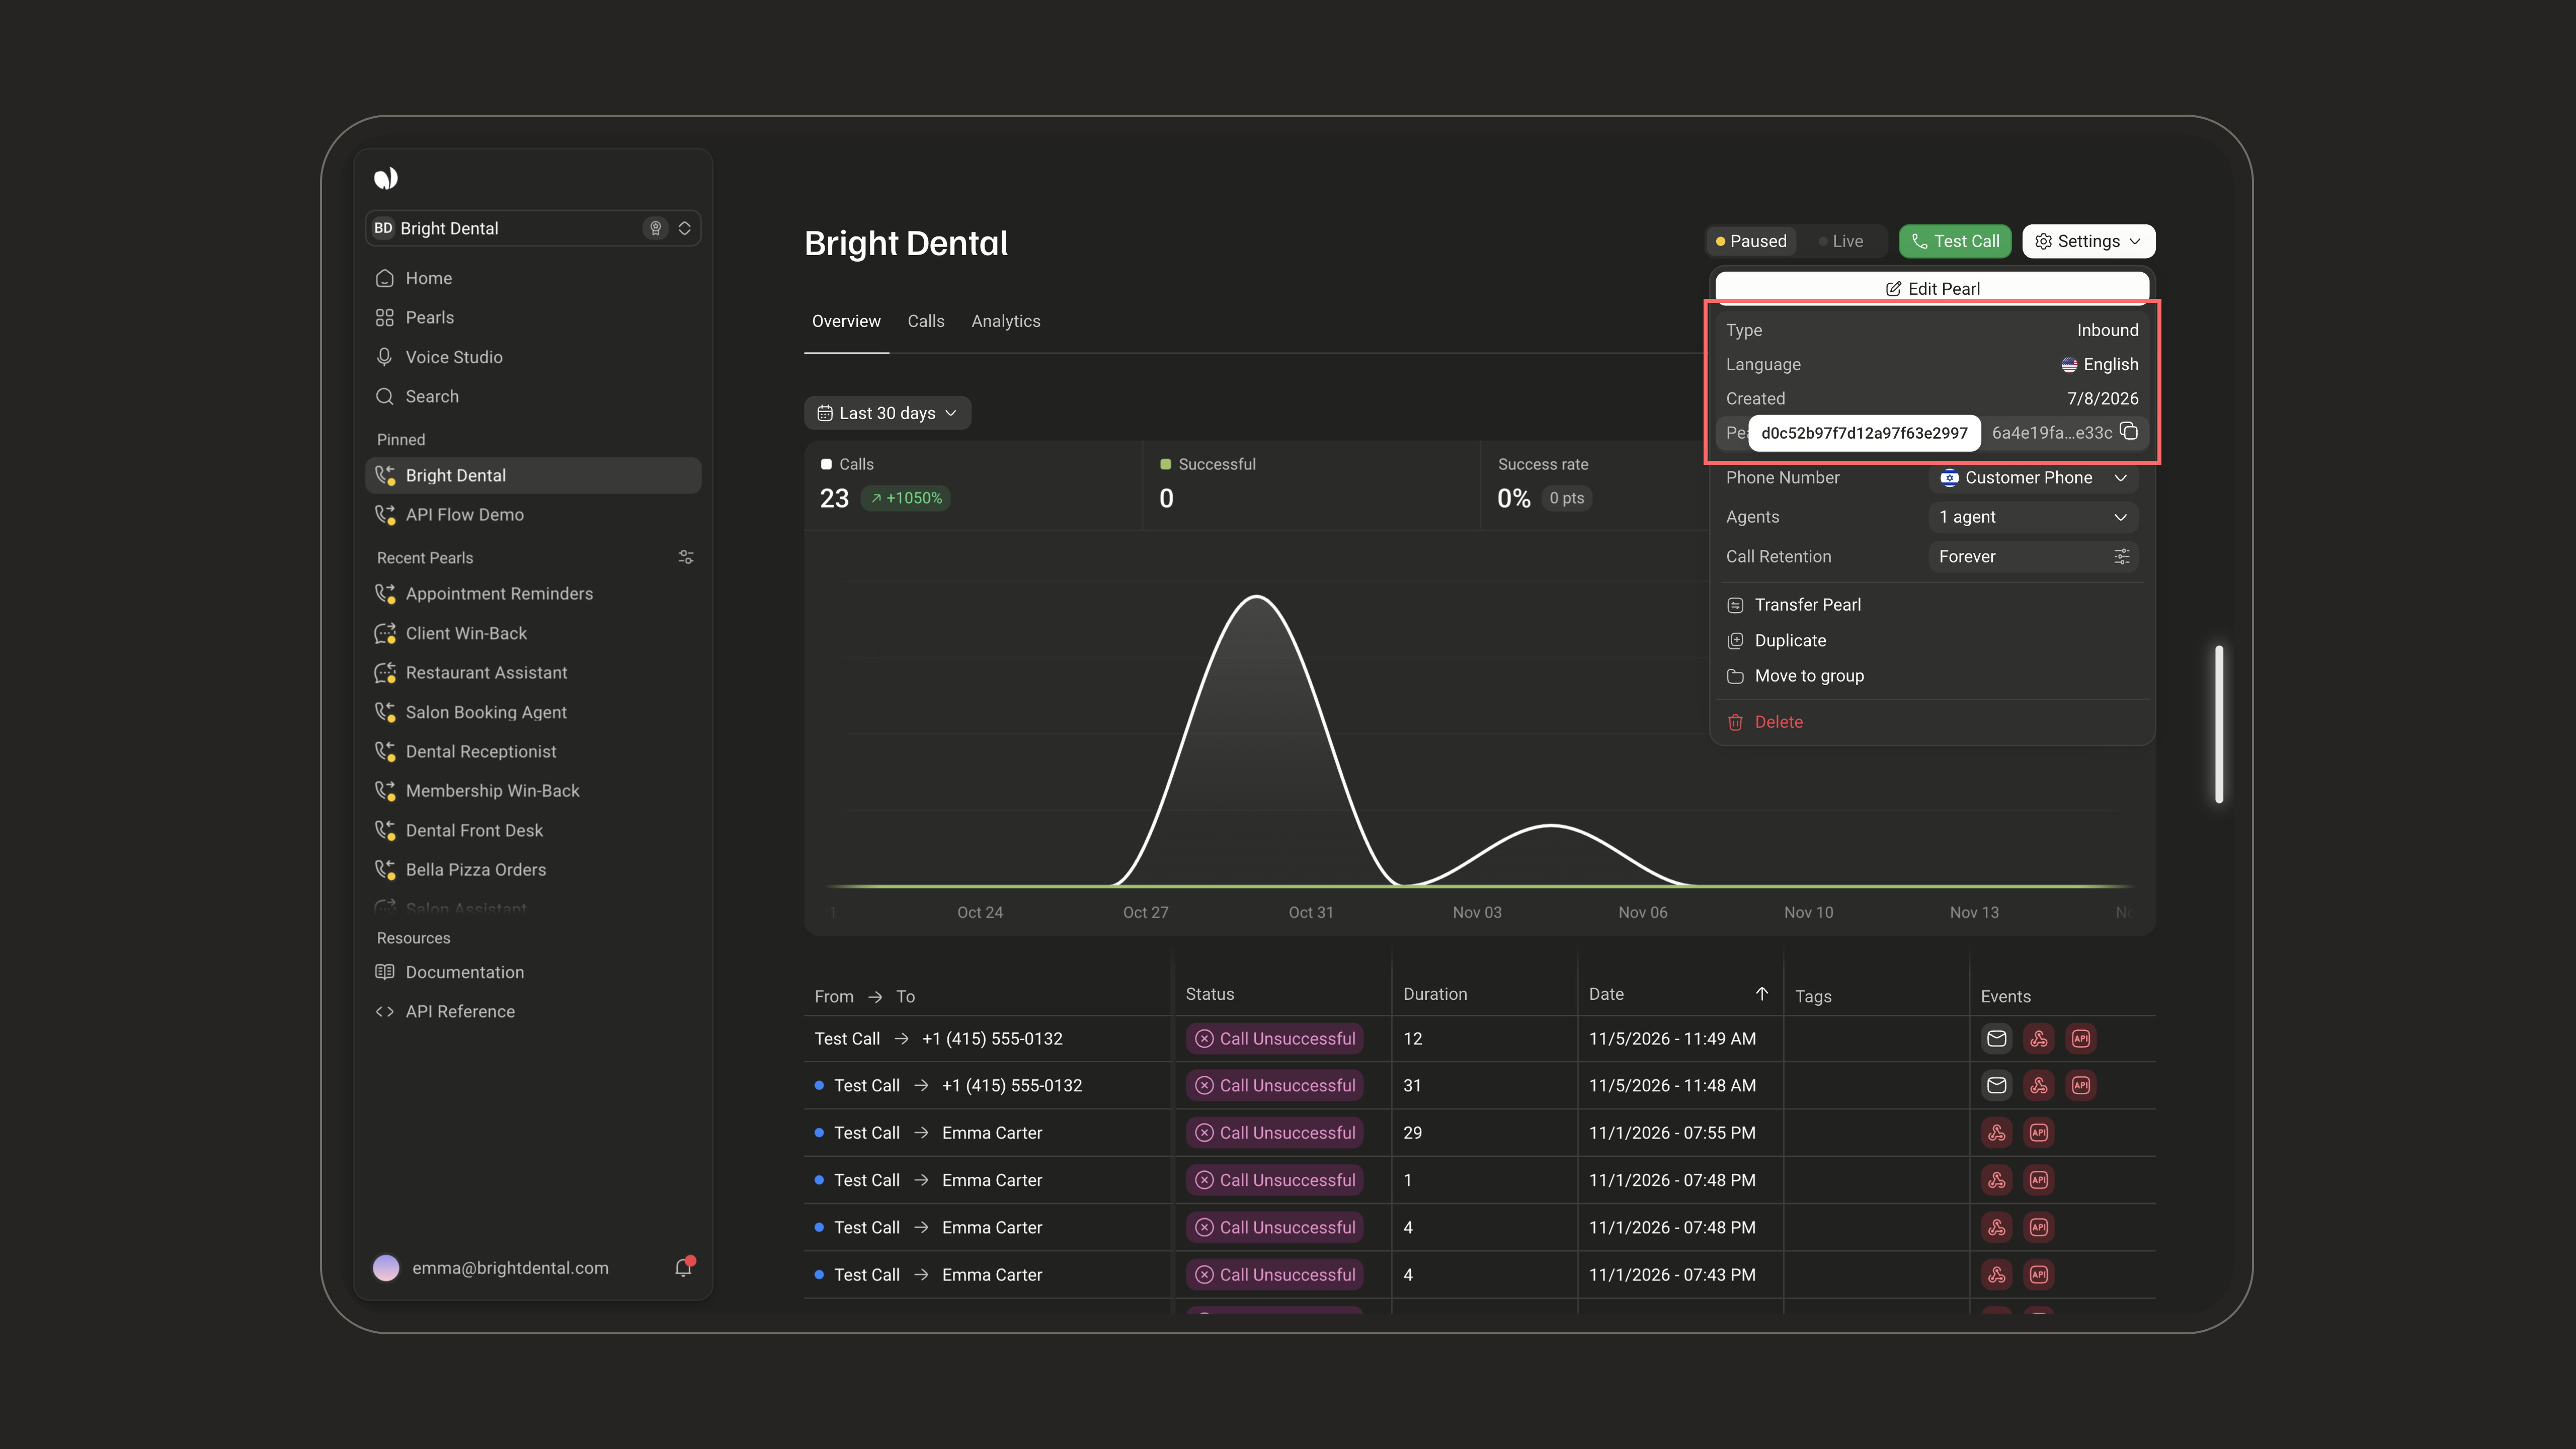 BD Bright Dental
Home
Pearls
Voice Studio
Search
Pinned
Bright Dental
API Flow Demo
Recent Pearls
Appointment Reminders
Client Win-Back
Restaurant Assistant
Salon Booking Agent
Dental Receptionist
Membership Win-Back
Dental Front Desk
Bella Pizza Orders
Salon Assistant
Resources
Documentation
API Reference
emma@brightdental.com
Bright Dental
Paused Live Test Call Settings
Overview Calls Analytics
Last 30 days
Calls Successful Success rate
23 +1050% 0 0% 0 pts
Edit Pearl
Type Inbound
Language English
Created 7/8/2026
d0c52b97f7d12a97f63e2997 6a4e19fa...e33c
Phone Number Customer Phone
Agents 1 agent
Call Retention Forever
Transfer Pearl
Duplicate
Move to group
Delete
Oct 24 Oct 27 Oct 31 Nov 03 Nov 06 Nov 10 Nov 13
From → To Status Duration Date Tags Events
Test Call → +1 (415) 555-0132 Call Unsuccessful 12 11/5/2026 - 11:49 AM API
Test Call → +1 (415) 555-0132 Call Unsuccessful 31 11/5/2026 - 11:48 AM API
Test Call → Emma Carter Call Unsuccessful 29 11/1/2026 - 07:55 PM API
Test Call → Emma Carter Call Unsuccessful 1 11/1/2026 - 07:48 PM API
Test Call → Emma Carter Call Unsuccessful 4 11/1/2026 - 07:48 PM API
Test Call → Emma Carter Call Unsuccessful 4 11/1/2026 - 07:43 PM API